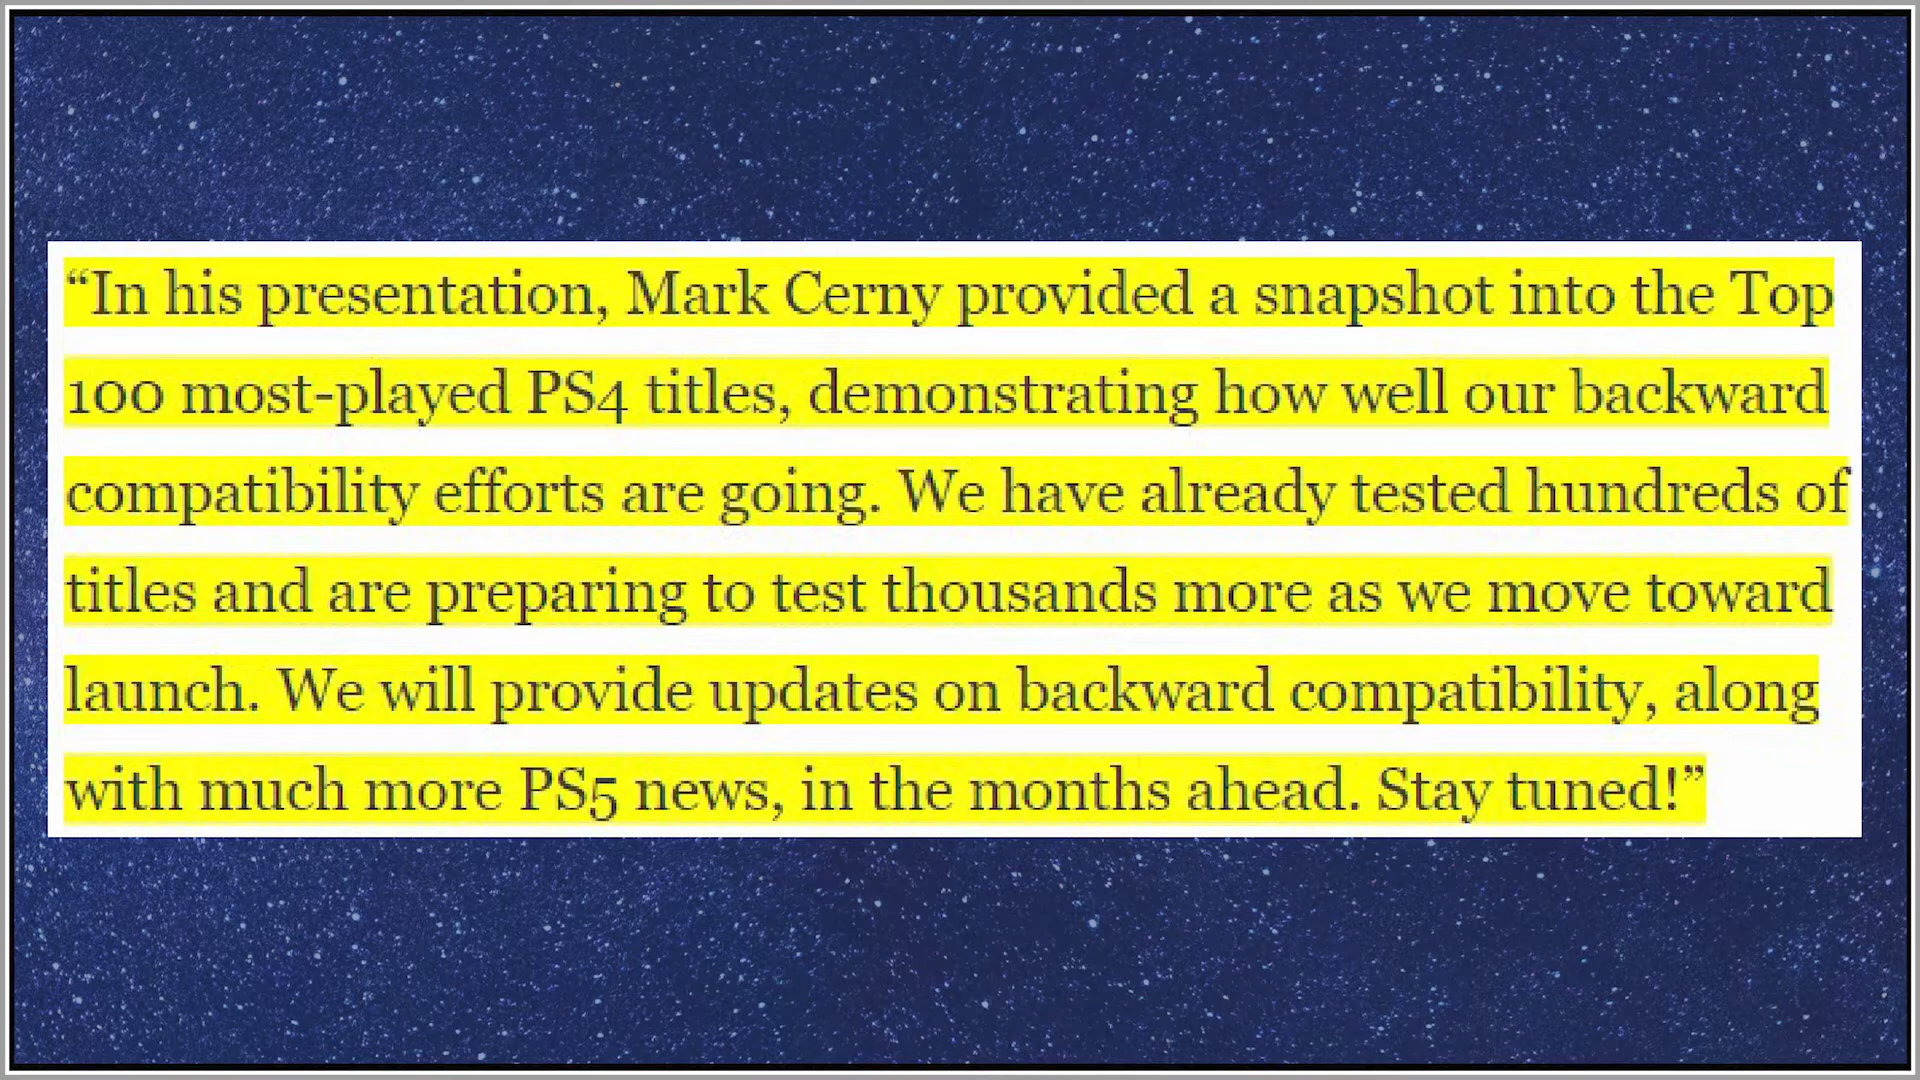 “In his presentation, Mark Cerny provided a snapshot into the Top
100 most-played PS4 titles, demonstrating how well our backward
compatibility efforts are going. We have already tested hundreds of
titles and are preparing to test thousands more as we move toward
launch. We will provide updates on backward compatibility, along
with much more PS5 news, in the months ahead. Stay tuned!”